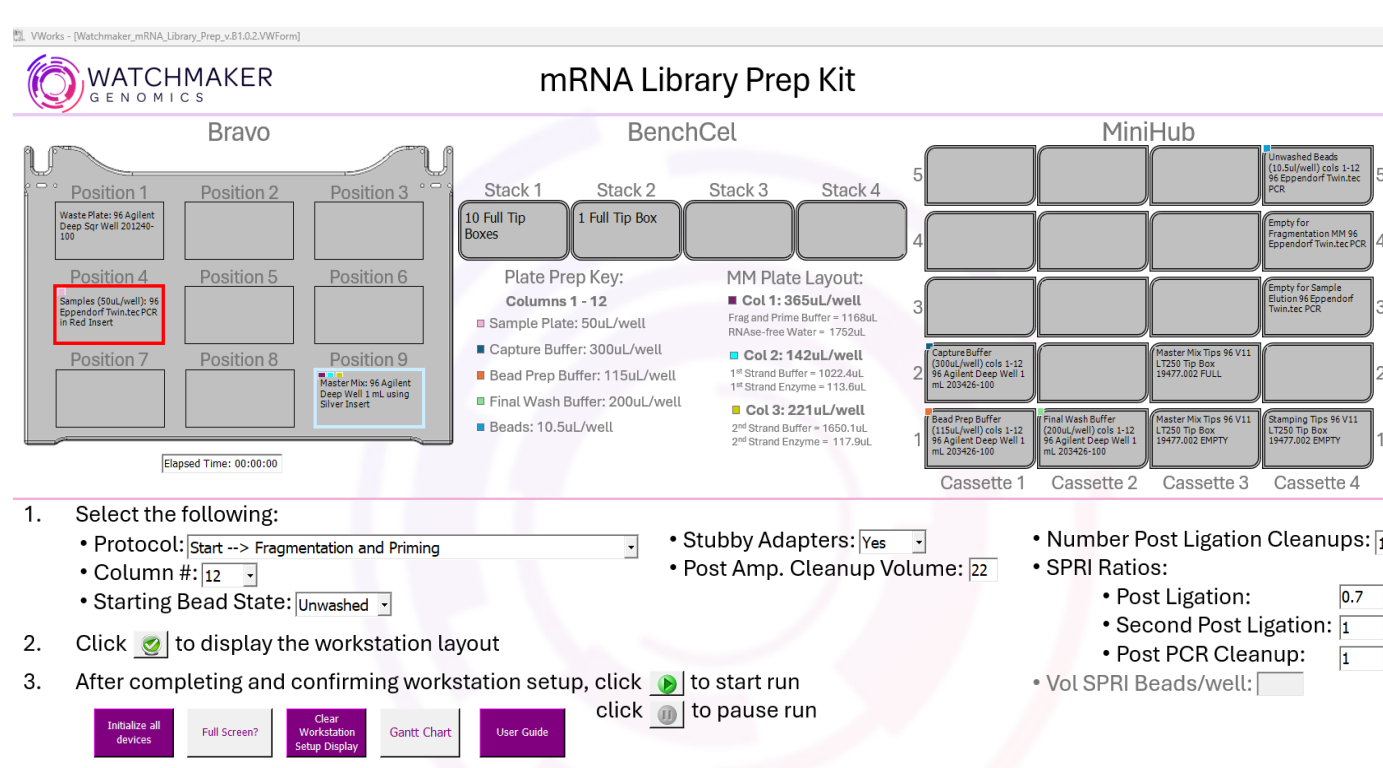 VWorks - [Watchmaker_mRNA_Library_Prep_v.B1.0.2.VWForm]
WATCHMAKER
GENOMICS
mRNA Library Prep Kit
Bravo
BenchCel
MiniHub
Position 1
Position 2
Position 3
Waste Plate: 96 Agilent
Deep Sqr Well 201240-
100
Position 4
Position 5
Position 6
Samples (50uL/well): 96
Eppendorf Twin.tec PCR
in Red Insert
Position 7
Position 8
Position 9
Master Mix: 96 Agilent
Deep Well 1 mL using
Silver Insert
Elapsed Time: 00:00:00
Stack 1
Stack 2
Stack 3
Stack 4
10 Full Tip
Boxes
1 Full Tip Box
Plate Prep Key:
Columns 1 - 12
Sample Plate: 50uL/well
Capture Buffer: 300uL/well
Bead Prep Buffer: 115uL/well
Final Wash Buffer: 200uL/well
Beads: 10.5uL/well
MM Plate Layout:
Col 1: 365uL/well
Frag and Prime Buffer = 1168uL
RNAse-free Water = 1752uL
Col 2: 142uL/well
1st Strand Buffer = 1022.4uL
1st Strand Enzyme = 113.6uL
Col 3: 221uL/well
2nd Strand Buffer = 1650.1uL
2nd Strand Enzyme = 117.9uL
5
Unwashed Beads
(10.5ul/well) cols 1-12
96 Eppendorf Twin.tec
PCR
5
4
Empty for
Fragmentation MM 96
Eppendorf Twin.tec PCR
4
3
Empty for Sample
Elution 96 Eppendorf
Twin.tec PCR
3
2
Capture Buffer
(300uL/well) cols 1-12
96 Agilent Deep Well 1
mL 203426-100
Master Mix Tips 96 V11
LT250 Tip Box
19477.002 FULL
2
1
Bead Prep Buffer
(115uL/well) cols 1-12
96 Agilent Deep Well 1
mL 203426-100
Final Wash Buffer
(200uL/well) cols 1-12
96 Agilent Deep Well 1
mL 203426-100
Master Mix Tips 96 V11
LT250 Tip Box
19477.002 EMPTY
Stamping Tips 96 V11
LT250 Tip Box
19477.002 EMPTY
1
Cassette 1
Cassette 2
Cassette 3
Cassette 4
1. Select the following:
• Protocol: Start --> Fragmentation and Priming
• Column #: 12
• Starting Bead State: Unwashed
• Stubby Adapters: Yes
• Post Amp. Cleanup Volume: 22
• Number Post Ligation Cleanups: 1
• SPRI Ratios:
• Post Ligation: 0.7
• Second Post Ligation: 1
• Post PCR Cleanup: 1
• Vol SPRI Beads/well:
2. Click to display the workstation layout
3. After completing and confirming workstation setup, click to start run
click to pause run
Initialize all
devices
Full Screen?
Clear
Workstation
Setup Display
Gantt Chart
User Guide